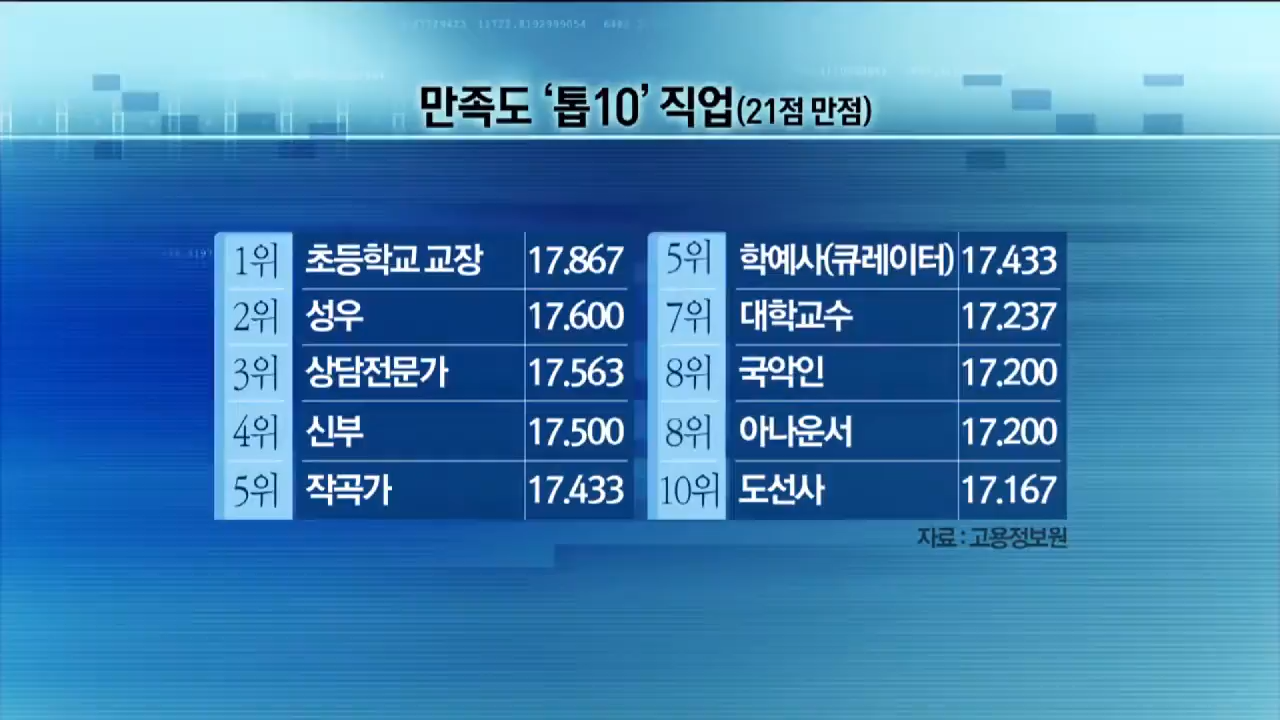 만족도 ‘톱10’ 직업(21점 만점)
1위 초등학교 교장 17.867
2위 성우 17.600
3위 상담전문가 17.563
4위 신부 17.500
5위 작곡가 17.433
5위 학예사(큐레이터) 17.433
7위 대학교수 17.237
8위 국악인 17.200
8위 아나운서 17.200
10위 도선사 17.167
자료 : 고용정보원